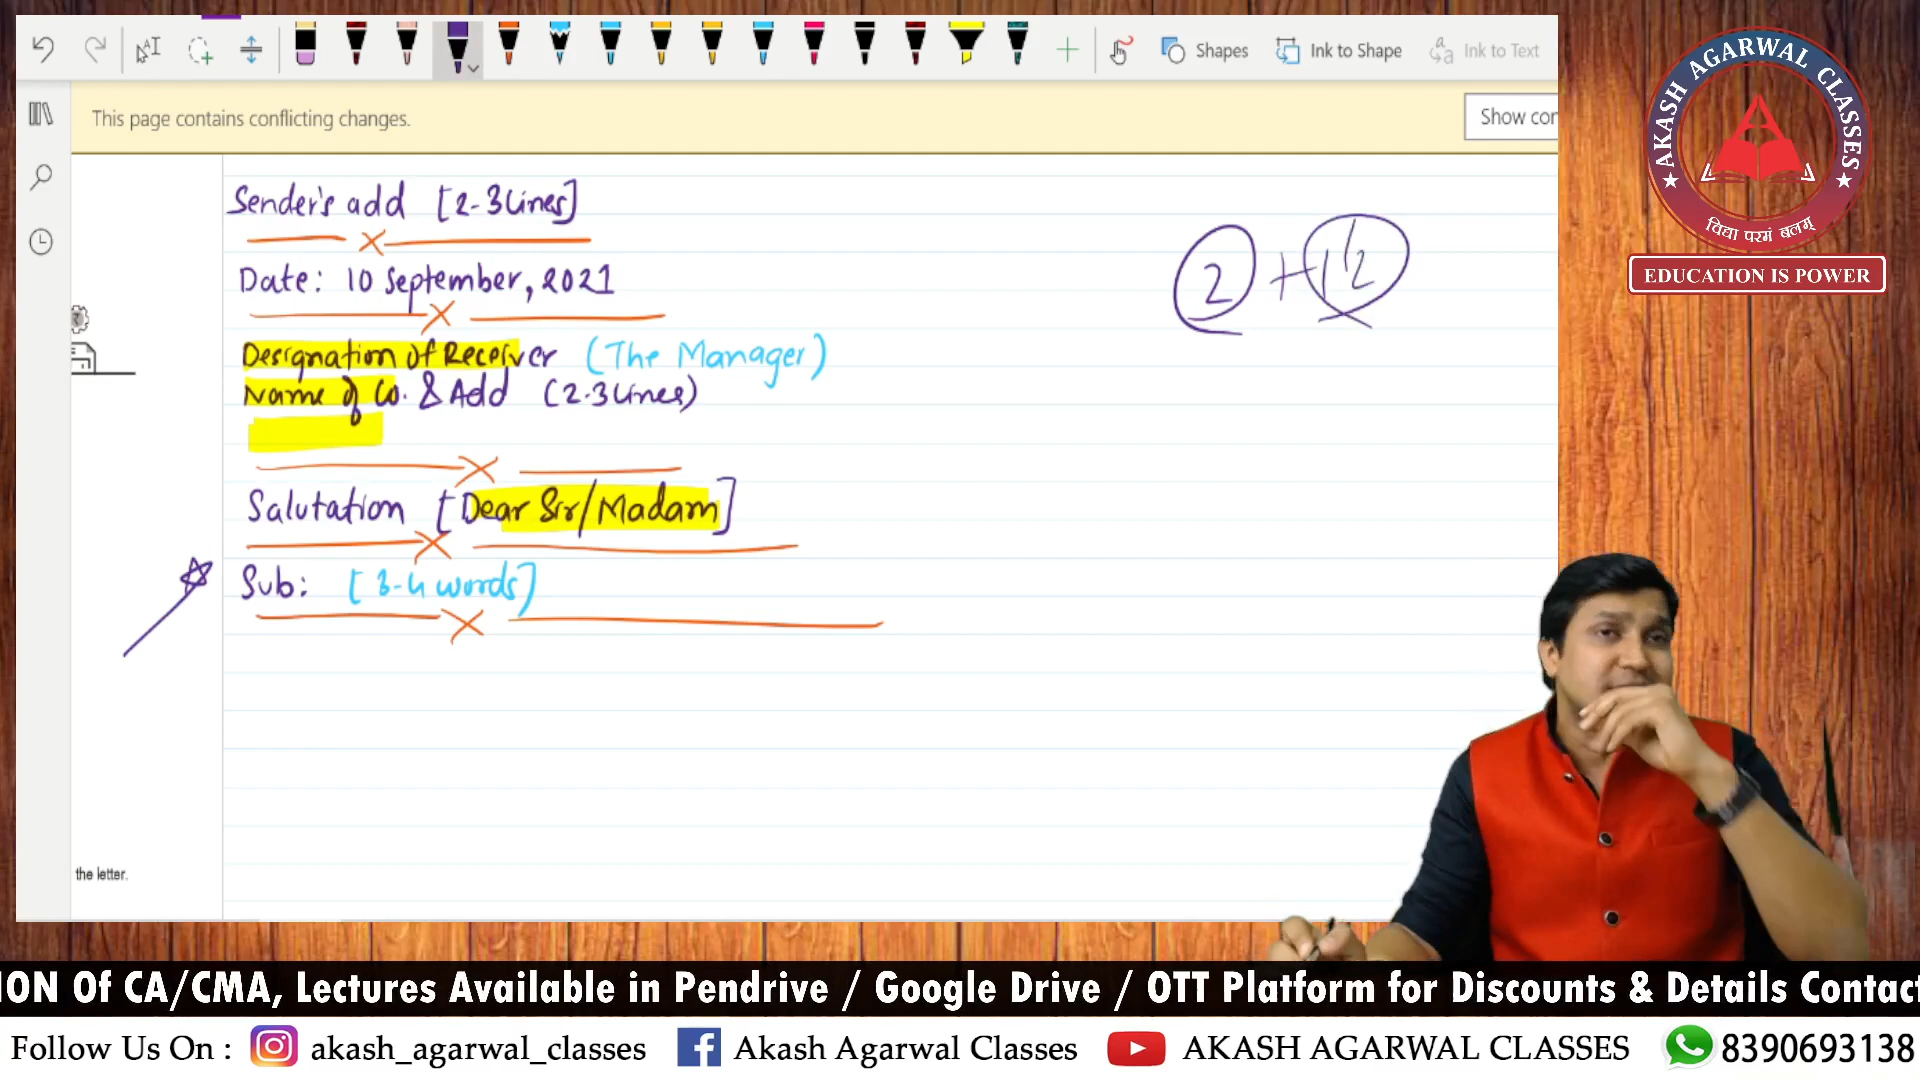 Shapes
Ink to Shape
Ink to Text
This page contains conflicting changes.
Show con
AKASH AGARWAL CLASSES
विद्या परमं बलम्
EDUCATION IS POWER
Sender's add [2-3 lines]
Date: 10 September, 2021
Designation of Receiver (The Manager)
Name of Co. & Add (2-3 lines)
Salutation [Dear Sir/Madam]
Sub: [3-4 words]
2 + 1 1/2
the letter.
ION Of CA/CMA, Lectures Available in Pendrive / Google Drive / OTT Platform for Discounts & Details Contact
Follow Us On : akash_agarwal_classes Akash Agarwal Classes AKASH AGARWAL CLASSES 8390693138